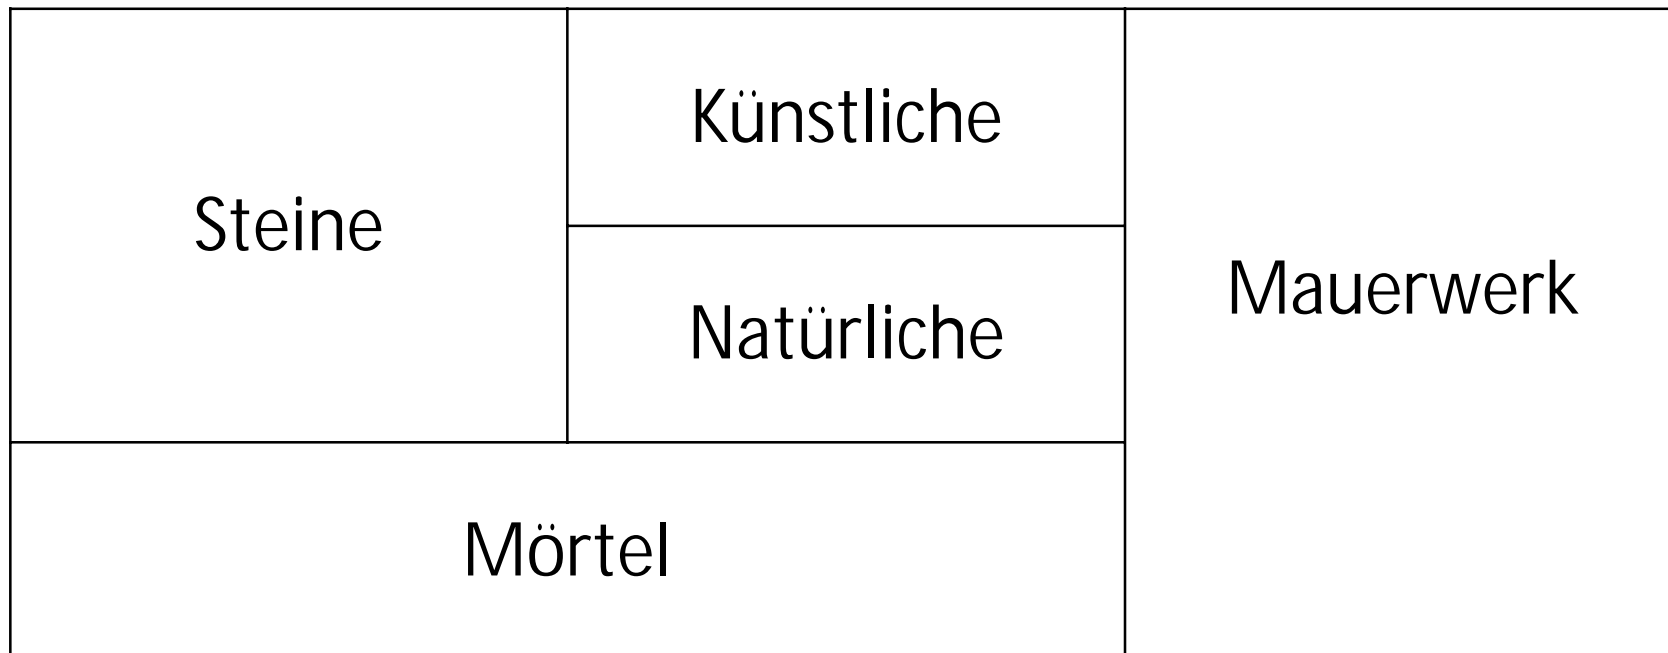 Steine
Künstliche
Natürliche
Mauerwerk
Mörtel